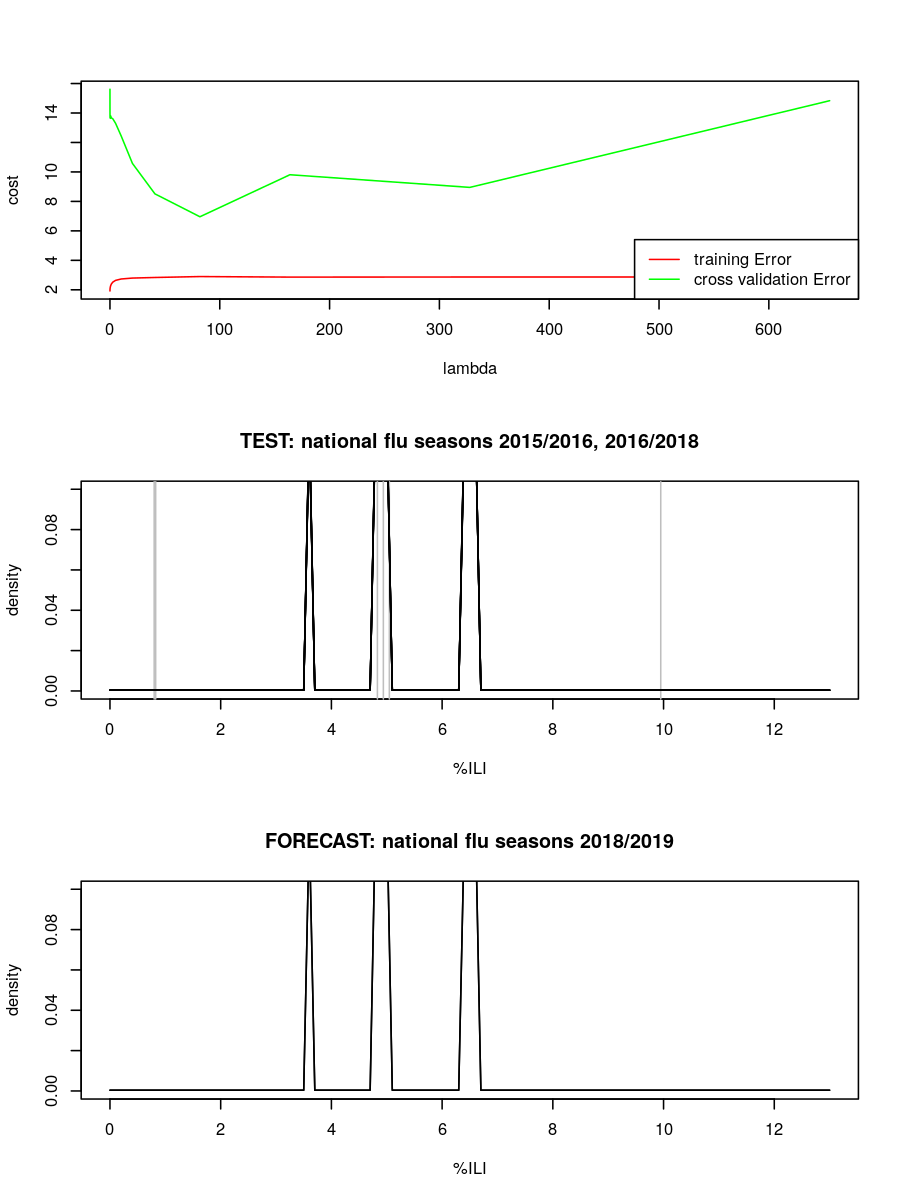 14
10
8
6
4
2
cost
training Error
cross validation Error
0 100 200 300 400 500 600
lambda
TEST: national flu seasons 2015/2016, 2016/2018
0.08
0.04
0.00
density
0 2 4 6 8 10 12
%ILI
FORECAST: national flu seasons 2018/2019
0.08
0.04
0.00
density
0 2 4 6 8 10 12
%ILI